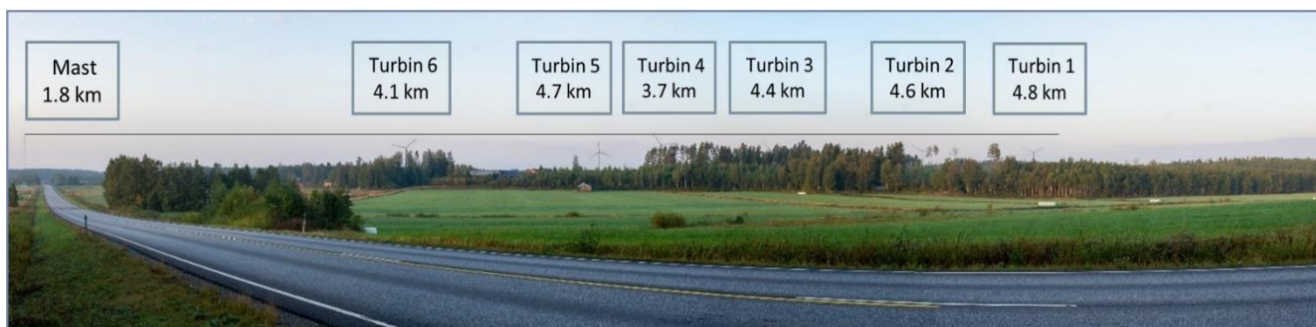 Mast
1.8 km
Turbin 6
4.1 km
Turbin 5
4.7 km
Turbin 4
3.7 km
Turbin 3
4.4 km
Turbin 2
4.6 km
Turbin 1
4.8 km